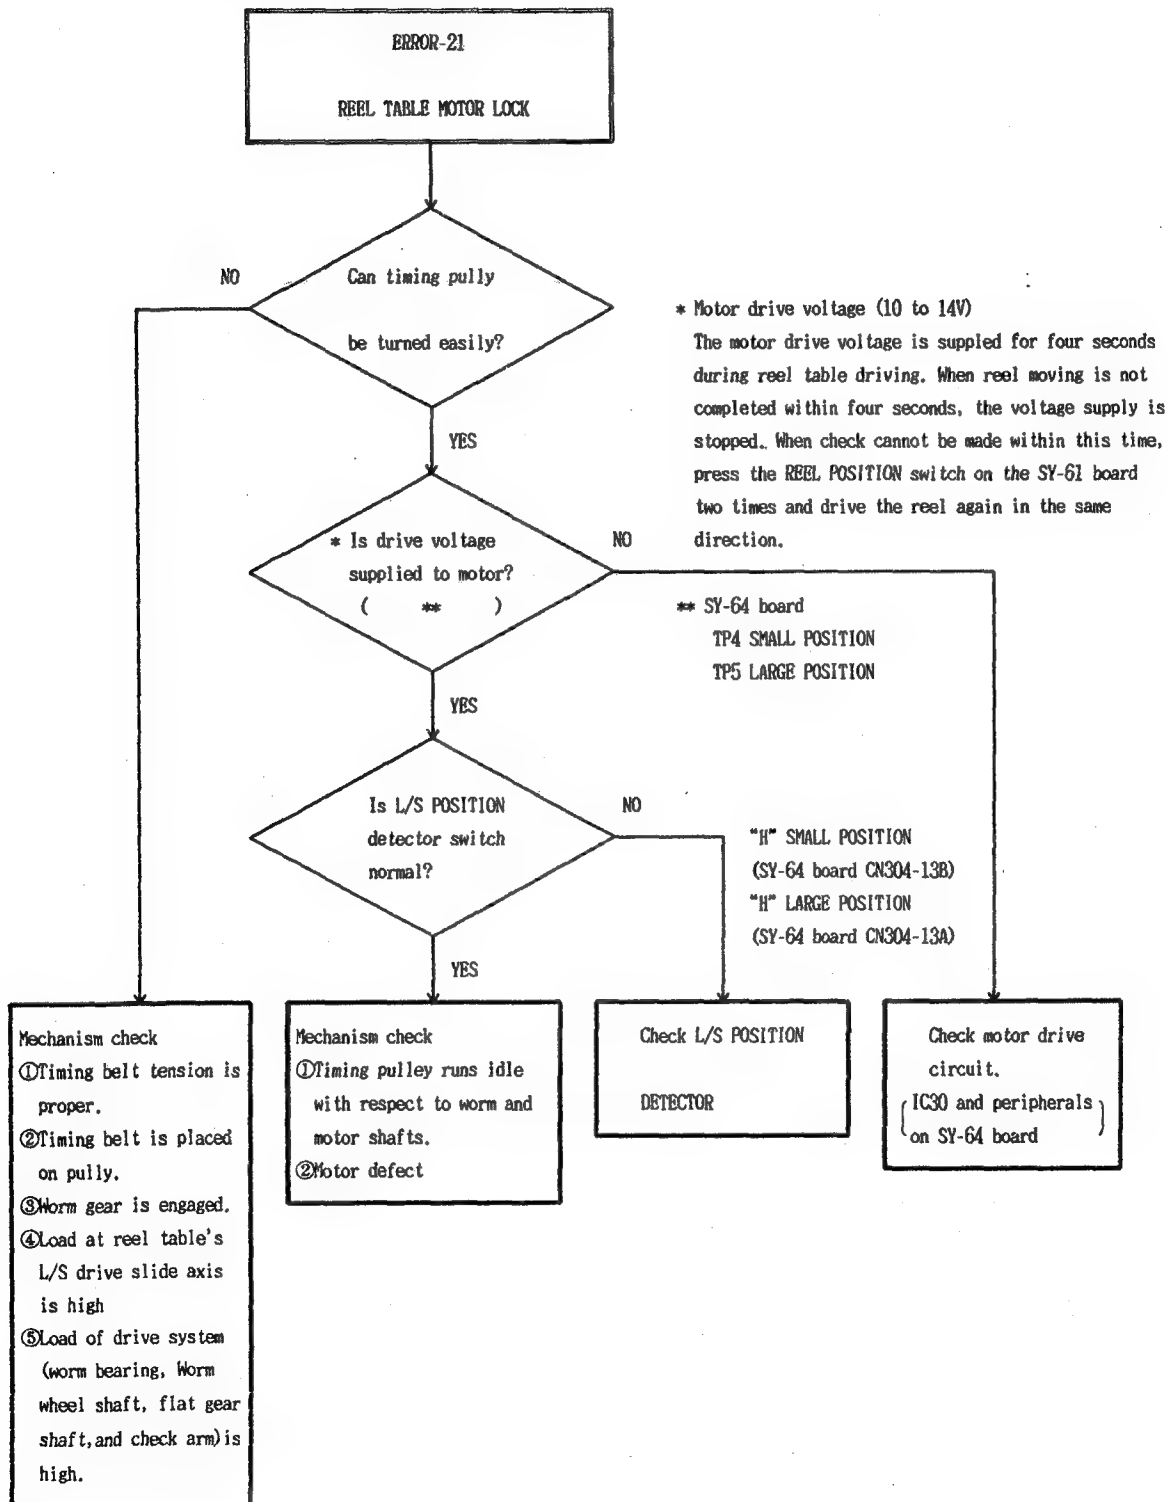 ERROR-21
REEL TABLE MOTOR LOCK
NO
Can timing pully
be turned easily?
YES
* Motor drive voltage (10 to 14V)
The motor drive voltage is suppled for four seconds
during reel table driving. When reel moving is not
completed within four seconds, the voltage supply is
stopped. When check cannot be made within this time,
press the REEL POSITION switch on the SY-61 board
two times and drive the reel again in the same
direction.
* Is drive voltage
supplied to motor?
( ** )
NO
YES
** SY-64 board
TP4 SMALL POSITION
TP5 LARGE POSITION
Is L/S POSITION
detector switch
normal?
NO
YES
"H" SMALL POSITION
(SY-64 board CN304-13B)
"H" LARGE POSITION
(SY-64 board CN304-13A)
Mechanism check
①Timing belt tension is
proper.
②Timing belt is placed
on pully.
③Worm gear is engaged.
④Load at reel table's
L/S drive slide axis
is high
⑤Load of drive system
(worm bearing, Worm
wheel shaft, flat gear
shaft,and check arm)is
high.
Mechanism check
①Timing pulley runs idle
with respect to worm and
motor shafts.
②Motor defect
Check L/S POSITION
DETECTOR
Check motor drive
circuit.
(IC30 and peripherals
on SY-64 board)